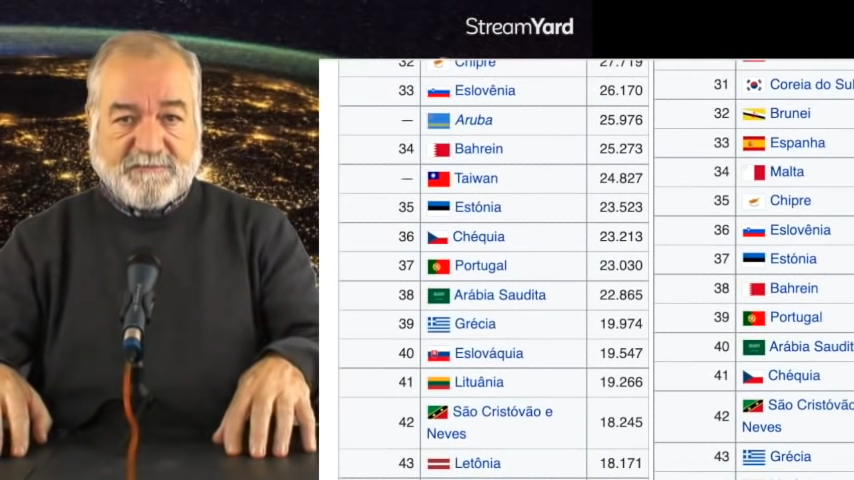 StreamYard
32 Chipre 27.719
33 Eslovênia 26.170
— Aruba 25.976
34 Bahrein 25.273
— Taiwan 24.827
35 Estónia 23.523
36 Chéquia 23.213
37 Portugal 23.030
38 Arábia Saudita 22.865
39 Grécia 19.974
40 Eslováquia 19.547
41 Lituânia 19.266
42 São Cristóvão e
Neves 18.245
43 Letônia 18.171
31 Coreia do Sul
32 Brunei
33 Espanha
34 Malta
35 Chipre
36 Eslovênia
37 Estónia
38 Bahrein
39 Portugal
40 Arábia Saudit
41 Chéquia
42 São Cristóvão
Neves
43 Grécia